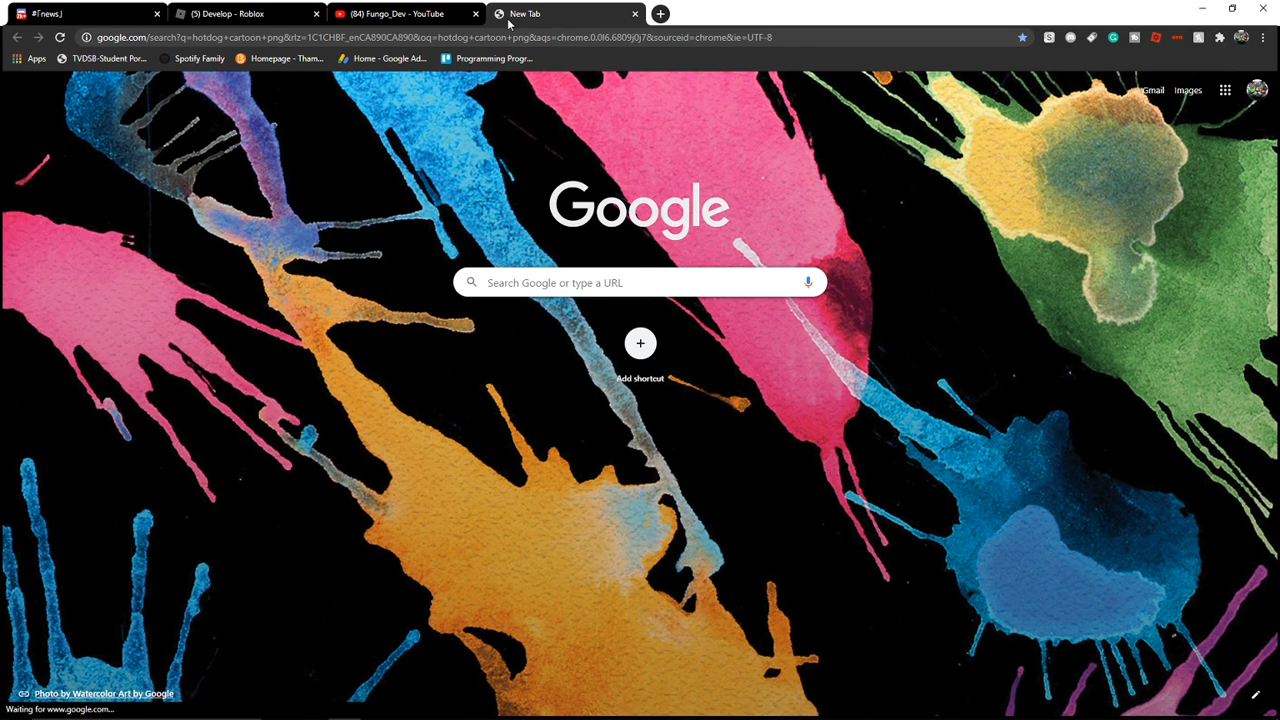 (5) Develop - Roblox
(84) Fungo_Dev - YouTube
New Tab
google.com/search?q=hotdog+cartoon+png&rlz=1C1CHBF_enCA890CA890&oq=hotdog+cartoon+png&aqs=chrome.0.0l6.6809j0j7&sourceid=chrome&ie=UTF-8
Apps
TVDSB-Student Por...
Spotify Family
Homepage - Tham...
Home - Google Ad...
Programming Progr...
Gmail
Images
Google
Search Google or type a URL
Add shortcut
Photo by Watercolor Art by Google
Waiting for www.google.com...